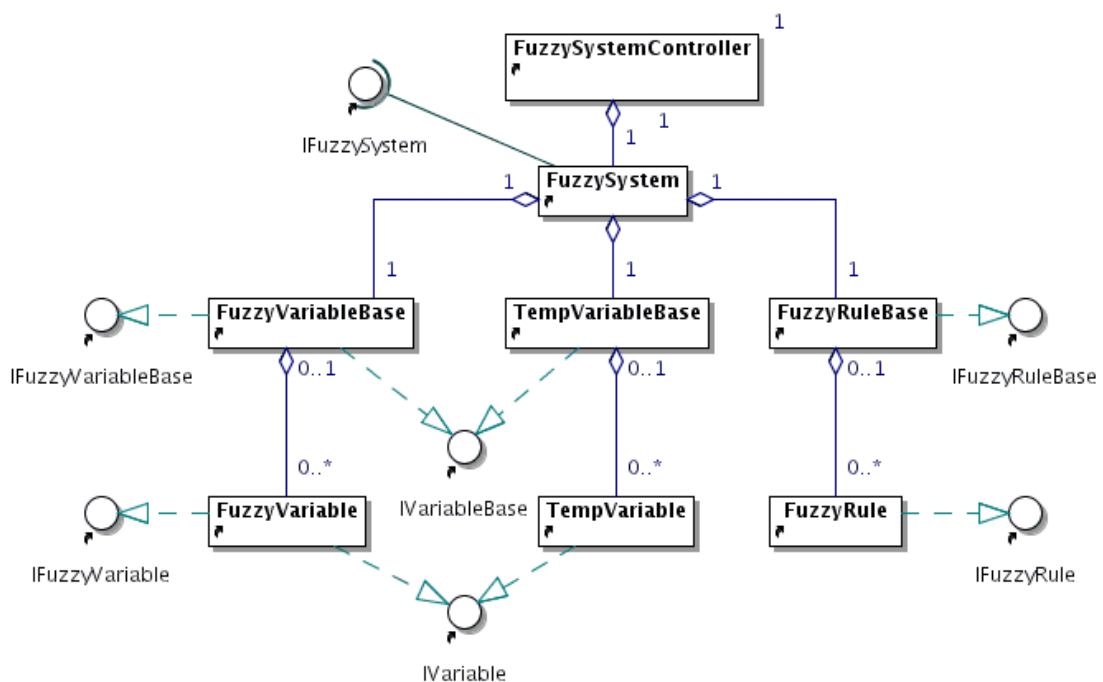 1
FuzzySystemController
IFuzzySystem
1
1
FuzzySystem
1
1
1
1
1
FuzzyVariableBase
TempVariableBase
FuzzyRuleBase
IFuzzyVariableBase
0..1
0..1
0..1
IFuzzyRuleBase
0..*
0..*
0..*
IVariableBase
FuzzyVariable
TempVariable
FuzzyRule
IFuzzyVariable
IFuzzyRule
IVariable